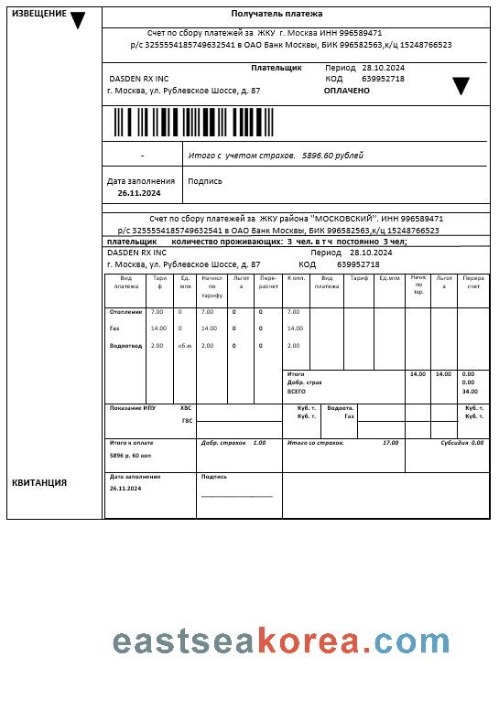 ИЗВЕЩЕНИЕ
Получатель платежа
Счет по сбору платежей за ЖКУ г. Москва ИНН 996589471
р/с 3255554185749632541 в ОАО Банк Москвы, БИК 996582563,к/ц 15248766523
Плательщик Период 28.10.2024
DASDEN RX INC КОД 639952718
г. Москва, ул. Рублевское Шоссе, д. 87 ОПЛАЧЕНО
- Итого с учетом страхов. 5896.60 рублей
Дата заполнения Подпись
26.11.2024
Счет по сбору платежей за ЖКУ района "МОСКОВСКИЙ". ИНН 996589471
р/с 3255554185749632541 в ОАО Банк Москвы, БИК 996582563,к/ц 15248766523
плательщик количество проживающих: 3 чел. в т ч постоянно 3 чел;
DASDEN RX INC Период 28.10.2024
г. Москва, ул. Рублевское Шоссе, д. 87 КОД 639952718
Вид платежа Тариф Ед. изм Начисл по тарифу Льгота Пере-расчет К опл. Вид платежа Тариф Ед.изм Начис по тар. Льгота Перерасчет
Отопление 7.00 0 7.00 0 0 7.00
Газ 14.00 0 14.00 0 0 14.00
Водоотвод 2.00 кб.м 2.00 0 0 2.00
Итого 14.00 14.00 0.00
Добр. страх 0.00
ВСЕГО 34.00
Показание ИПУ ХВС Куб. т. Водоотв. Куб. т.
ГВС Куб. т. Газ Куб. т.
Итого к оплате Добр. страхов 1.00 Итого со страхов. 17.00 Субсидия 0.00
5896 р. 60 коп
Дата заполнения Подпись
26.11.2024
КВИТАНЦИЯ
eastseakorea.com